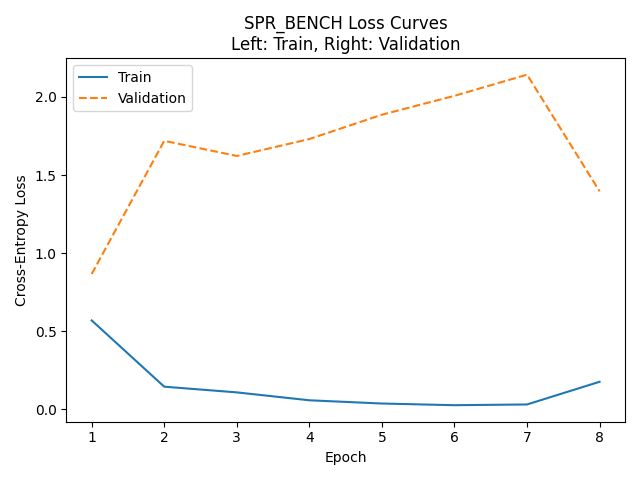 SPR_BENCH Loss Curves
Left: Train, Right: Validation
Train
Validation
Cross-Entropy Loss
2.0
1.5
1.0
0.5
0.0
1 2 3 4 5 6 7 8
Epoch